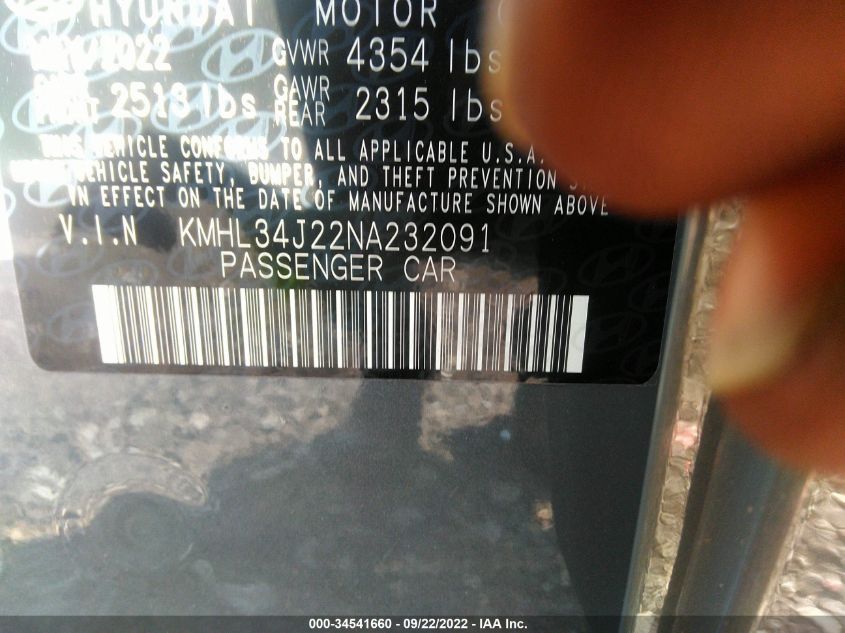 HYUNDAI MOTOR
2022 GVWR 4354 lbs
2513 lbs GAWR REAR 2315 lbs
THIS VEHICLE CONFORMS TO ALL APPLICABLE U.S.A.
VEHICLE SAFETY, BUMPER, AND THEFT PREVENTION
IN EFFECT ON THE DATE OF MANUFACTURE SHOWN ABOVE
V.I.N KMHL34J22NA232091
PASSENGER CAR
000-34541660 - 09/22/2022 - IAA Inc.